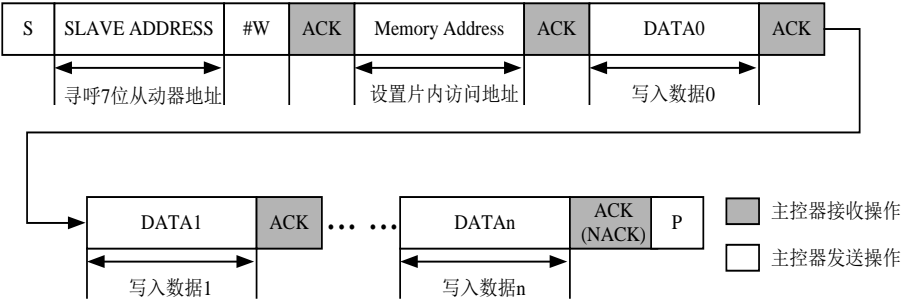 S SLAVE ADDRESS #W ACK Memory Address ACK DATA0 ACK
寻呼7位从动器地址 设置片内访问地址 写入数据0
DATA1 ACK ••• ••• DATAn ACK (NACK) P
写入数据1 写入数据n
主控器接收操作
主控器发送操作